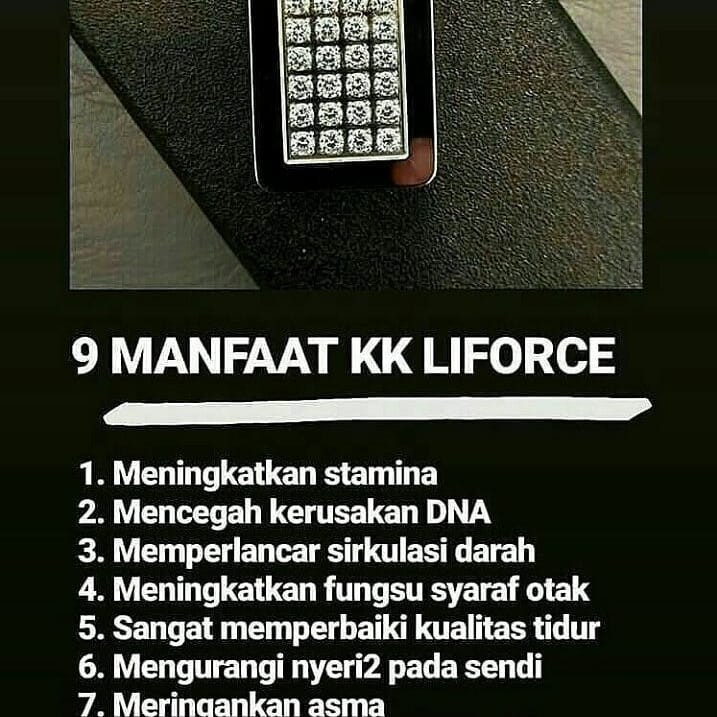 9 MANFAAT KK LIFORCE
1. Meningkatkan stamina
2. Mencegah kerusakan DNA
3. Memperlancar sirkulasi darah
4. Meningkatkan fungsu syaraf otak
5. Sangat memperbaiki kualitas tidur
6. Mengurangi nyeri2 pada sendi
7. Meringankan asma